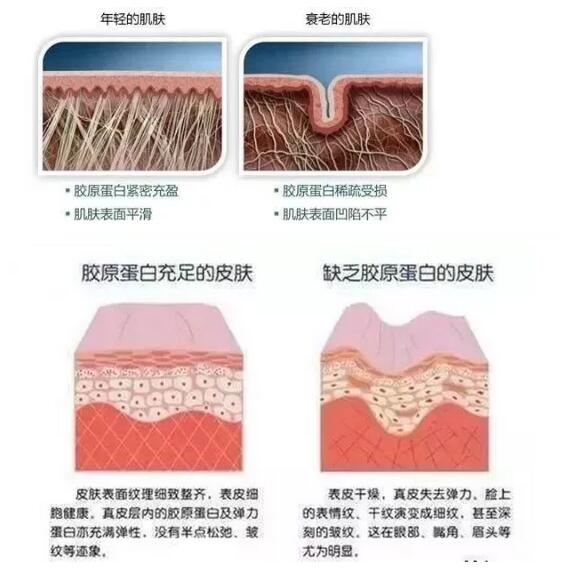 年轻的肌肤
衰老的肌肤
▪胶原蛋白紧密充盈
▪肌肤表面平滑
▪胶原蛋白稀疏受损
▪肌肤表面凹陷不平
胶原蛋白充足的皮肤
缺乏胶原蛋白的皮肤
皮肤表面纹理细致整齐，表皮细
胞健康。真皮层内的胶原蛋白及弹力
蛋白亦充满弹性，没有半点松弛、皱
纹等迹象。
表皮干燥，真皮失去弹力。脸上
的表情纹、干纹演变成细纹，甚至深
刻的皱纹。这在眼部、嘴角、眉头等
尤为明显。